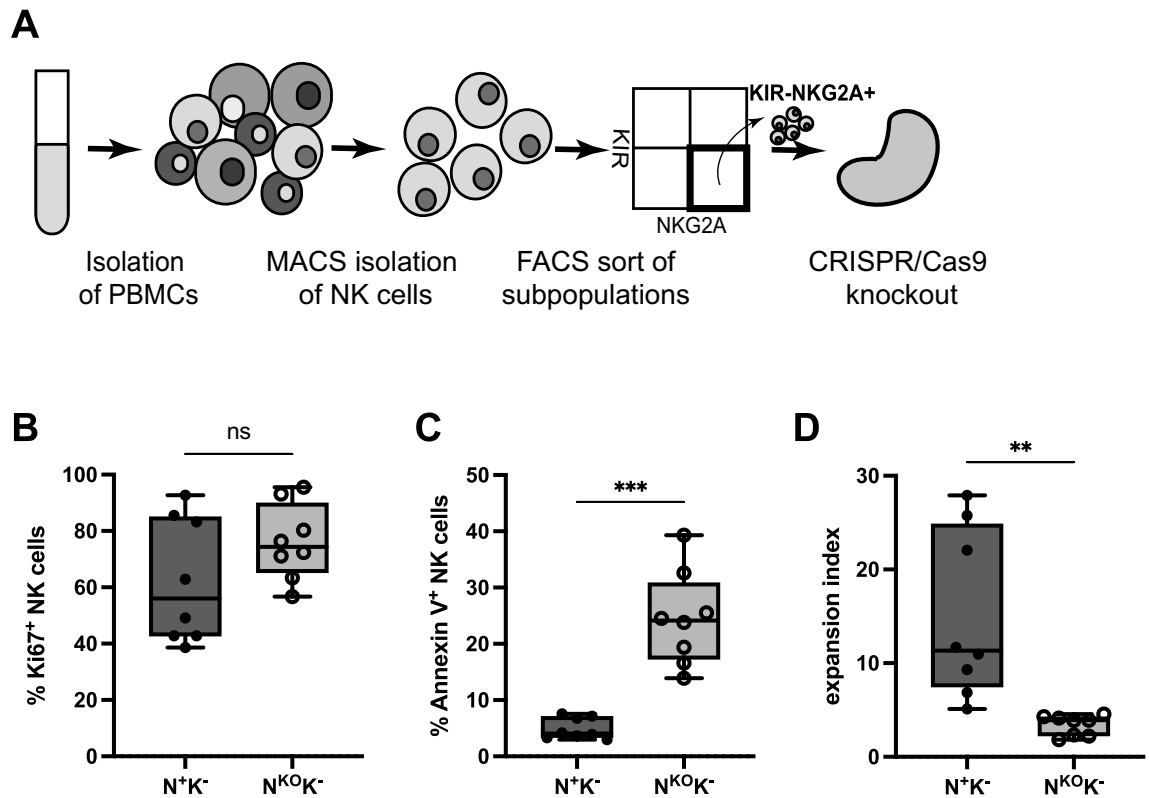 A
KIR-NKG2A+
KIR
NKG2A
Isolation
of PBMCs
MACS isolation
of NK cells
FACS sort of
subpopulations
CRISPR/Cas9
knockout
B
ns
% Ki67⁺ NK cells
100
80
60
40
20
0
N⁺K⁻
NᴷᴼK⁻
C
***
% Annexin V⁺ NK cells
50
40
30
20
10
0
N⁺K⁻
NᴷᴼK⁻
D
**
expansion index
30
20
10
0
N⁺K⁻
NᴷᴼK⁻